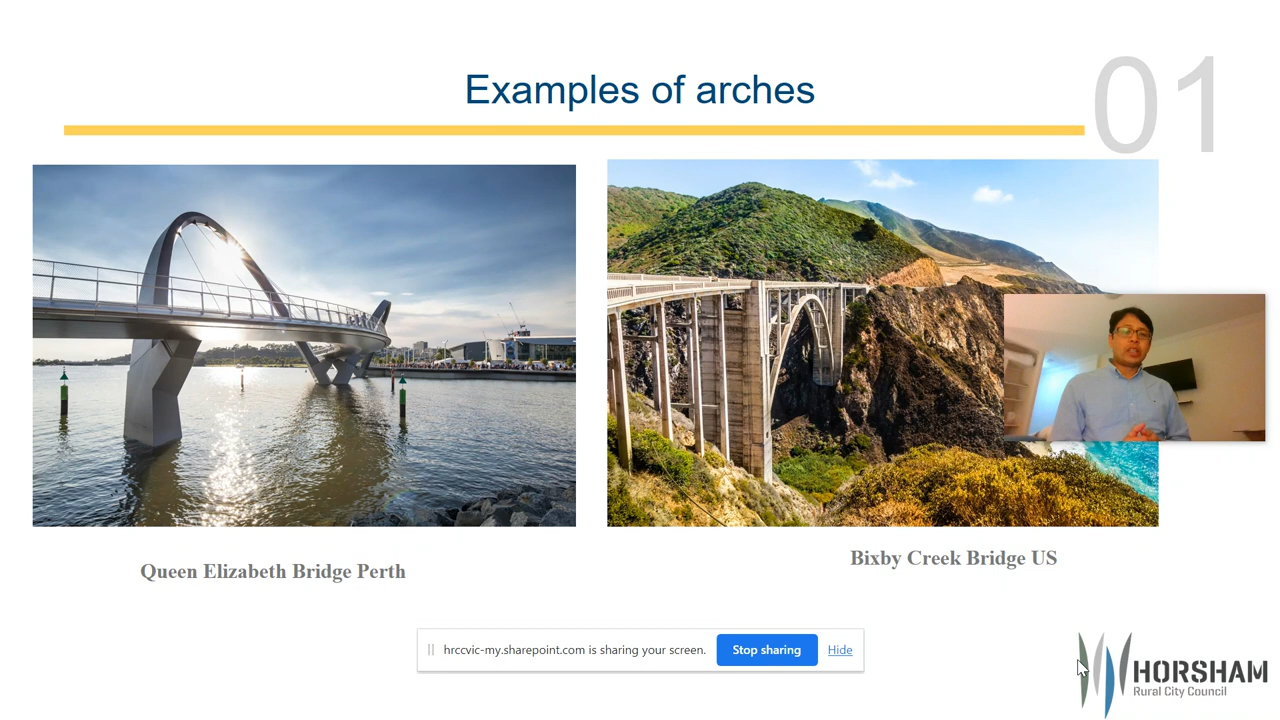 Examples of arches
01
Queen Elizabeth Bridge Perth
Bixby Creek Bridge US
hrccvic-my.sharepoint.com is sharing your screen.
Stop sharing
Hide
HORSHAM
Rural City Council